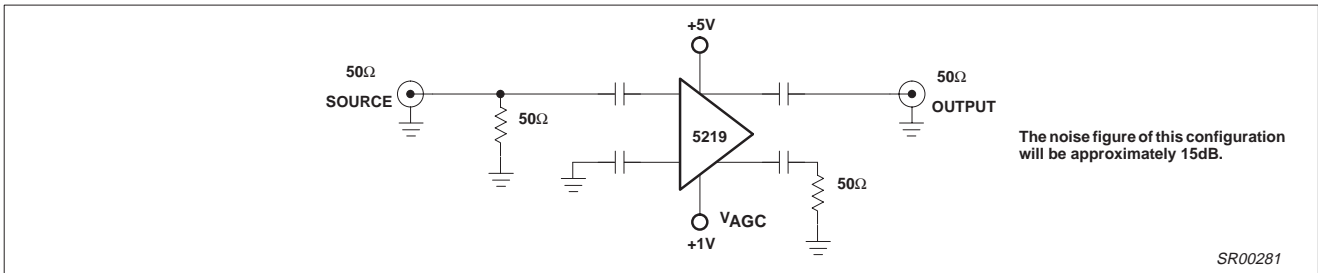 +5V
50Ω
50Ω
SOURCE
OUTPUT
50Ω
5219
The noise figure of this configuration
will be approximately 15dB.
50Ω
VAGC
+1V
SR00281